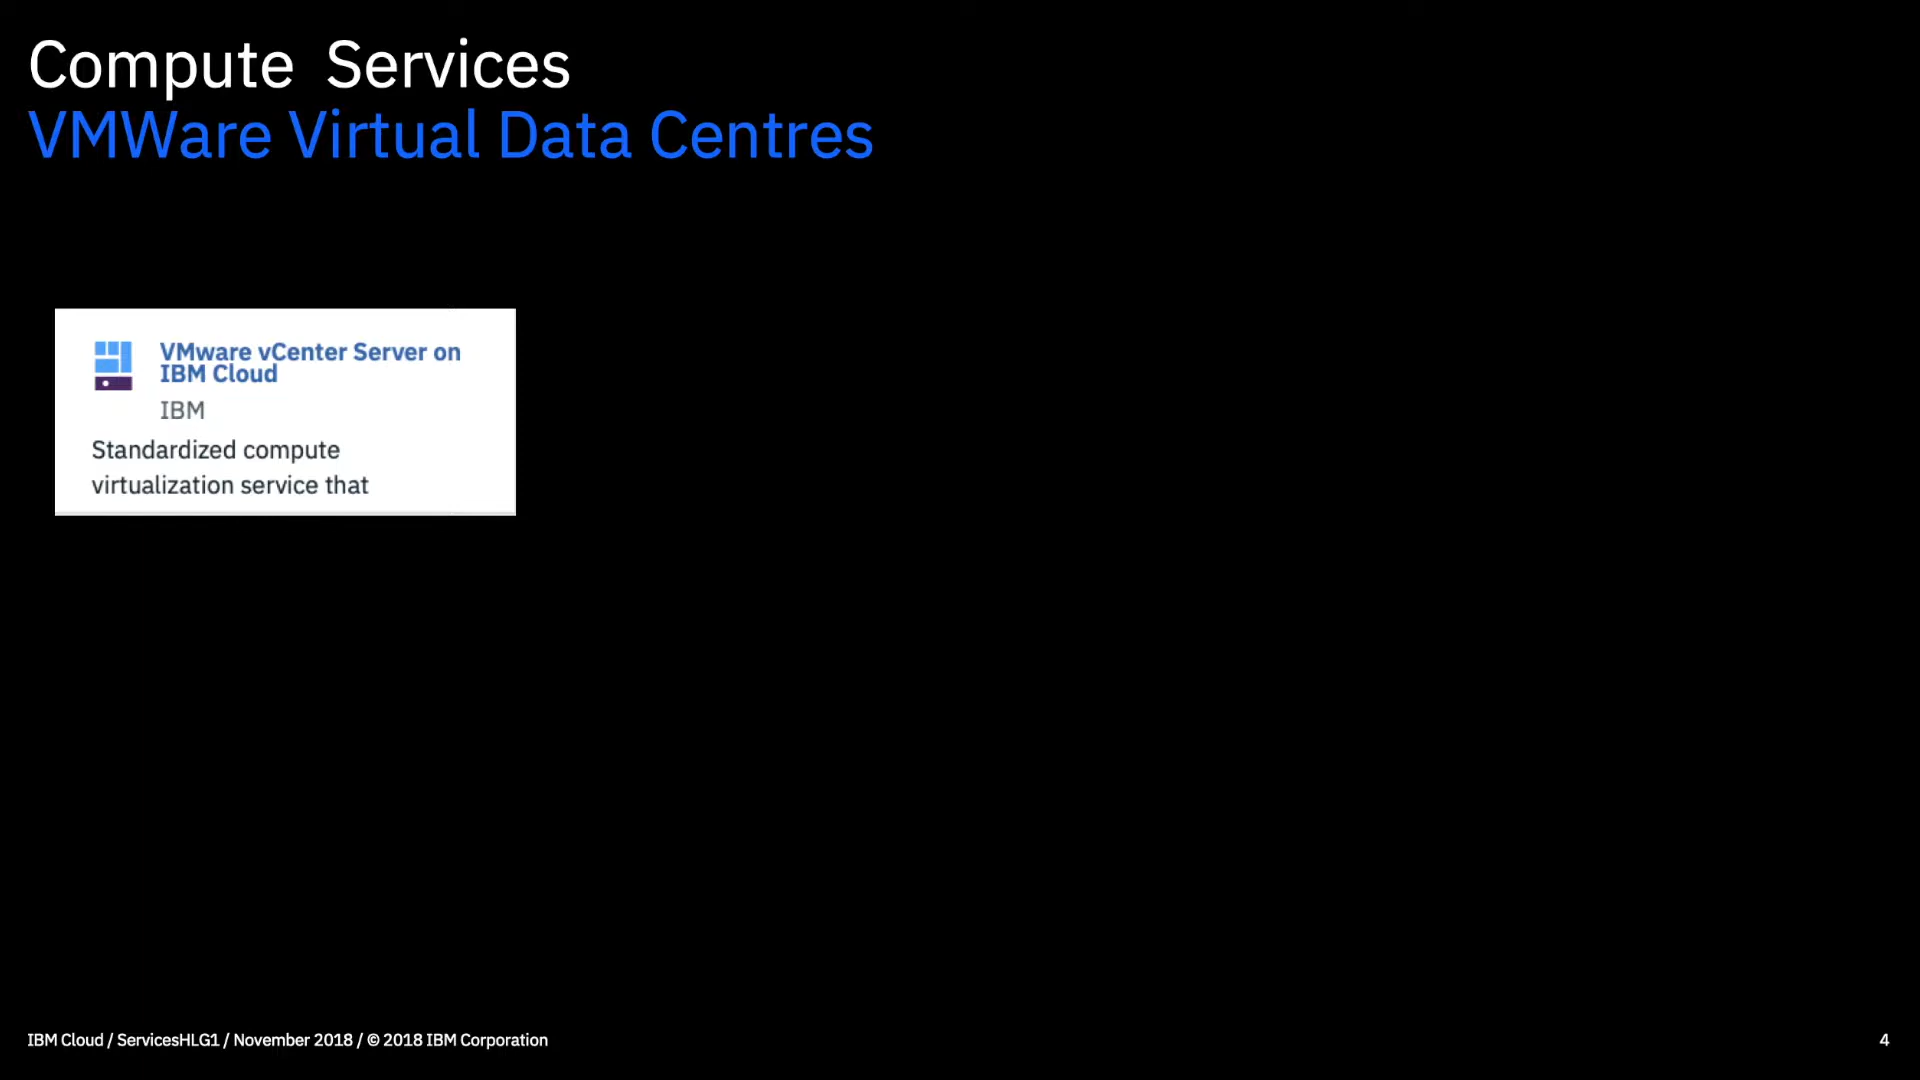 Compute Services
VMWare Virtual Data Centres
VMware vCenter Server on
IBM Cloud
IBM
Standardized compute
virtualization service that
IBM Cloud / ServicesHLG1 / November 2018 / © 2018 IBM Corporation
4